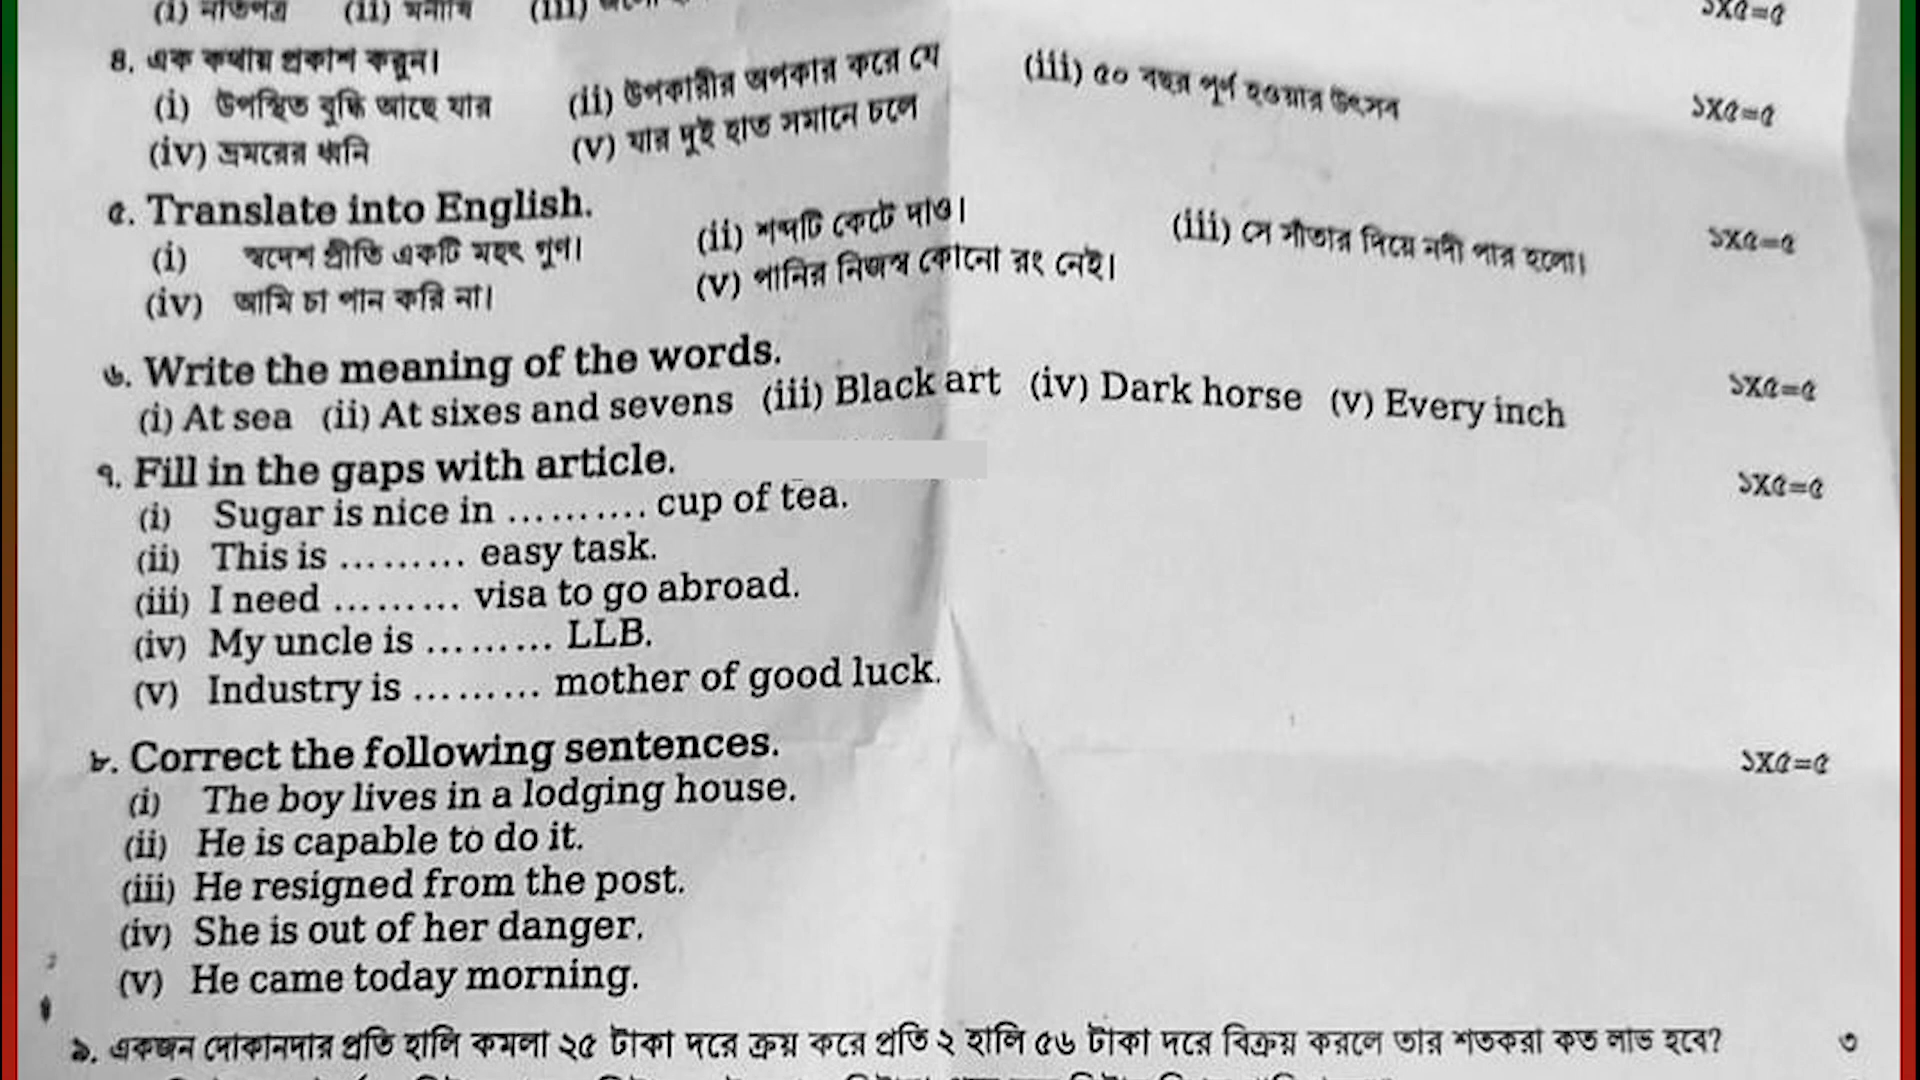 (i) নতিপত্র (ii) মনীষি (iii)
১X৫=৫
৪. এক কথায় প্রকাশ করুন।
(i) উপস্থিত বুদ্ধি আছে যার (ii) উপকারীর অপকার করে যে (iii) ৫০ বছর পূর্ণ হওয়ার উৎসব ১X৫=৫
(iv) ভ্রমরের ধ্বনি (v) যার দুই হাত সমানে চলে
৫. Translate into English.
(i) স্বদেশ প্রীতি একটি মহৎ গুণ। (ii) শব্দটি কেটে দাও। (iii) সে সাঁতার দিয়ে নদী পার হলো। ১X৫=৫
(iv) আমি চা পান করি না। (v) পানির নিজস্ব কোনো রং নেই।
৬. Write the meaning of the words.
(i) At sea (ii) At sixes and sevens (iii) Black art (iv) Dark horse (v) Every inch ১X৫=৫
৭. Fill in the gaps with article. ১X৫=৫
(i) Sugar is nice in .......... cup of tea.
(ii) This is ......... easy task.
(iii) I need ......... visa to go abroad.
(iv) My uncle is ......... LLB.
(v) Industry is ......... mother of good luck.
৮. Correct the following sentences. ১X৫=৫
(i) The boy lives in a lodging house.
(ii) He is capable to do it.
(iii) He resigned from the post.
(iv) She is out of her danger.
(v) He came today morning.
৯. একজন দোকানদার প্রতি হালি কমলা ২৫ টাকা দরে ক্রয় করে প্রতি ২ হালি ৫৬ টাকা দরে বিক্রয় করলে তার শতকরা কত লাভ হবে? ৩